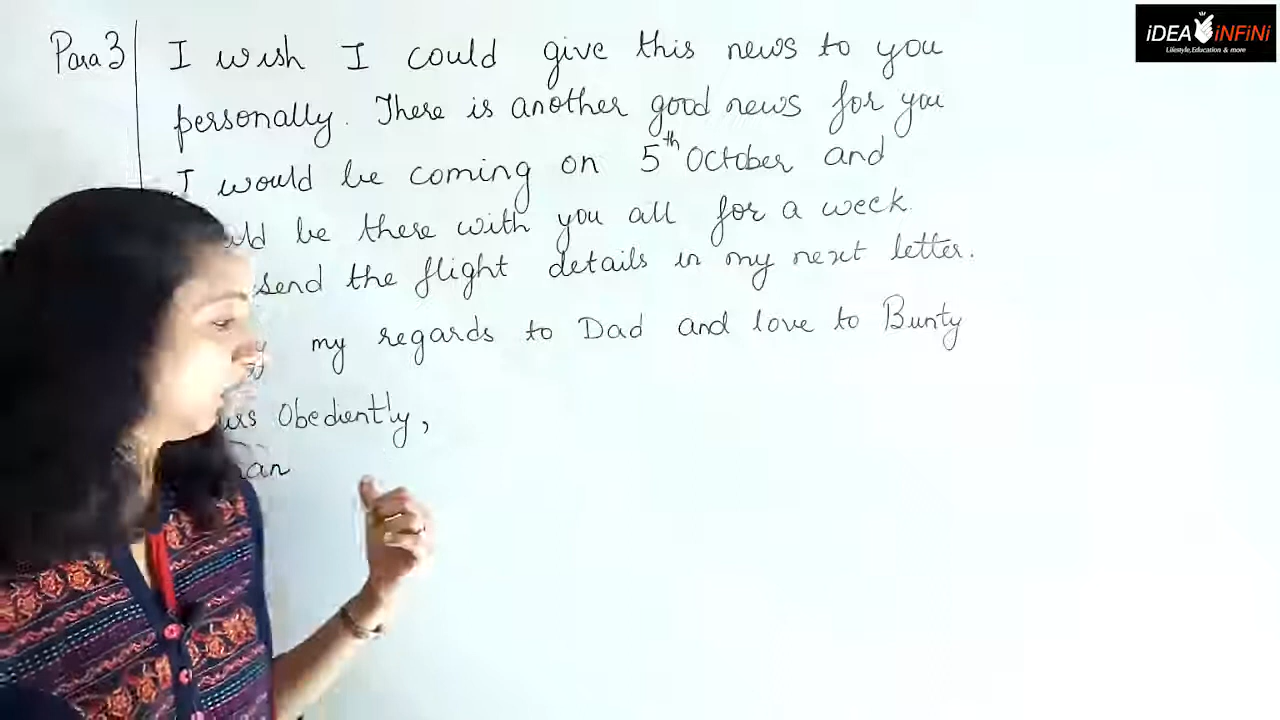 Para 3
I wish I could give this news to you
personally. There is another good news for you
I would be coming on 5th October and
be there with you all for a week.
send the flight details in my next letter.
my regards to Dad and love to Bunty
Obediently,
iDEA iNFiNi
Lifestyle,Education & more